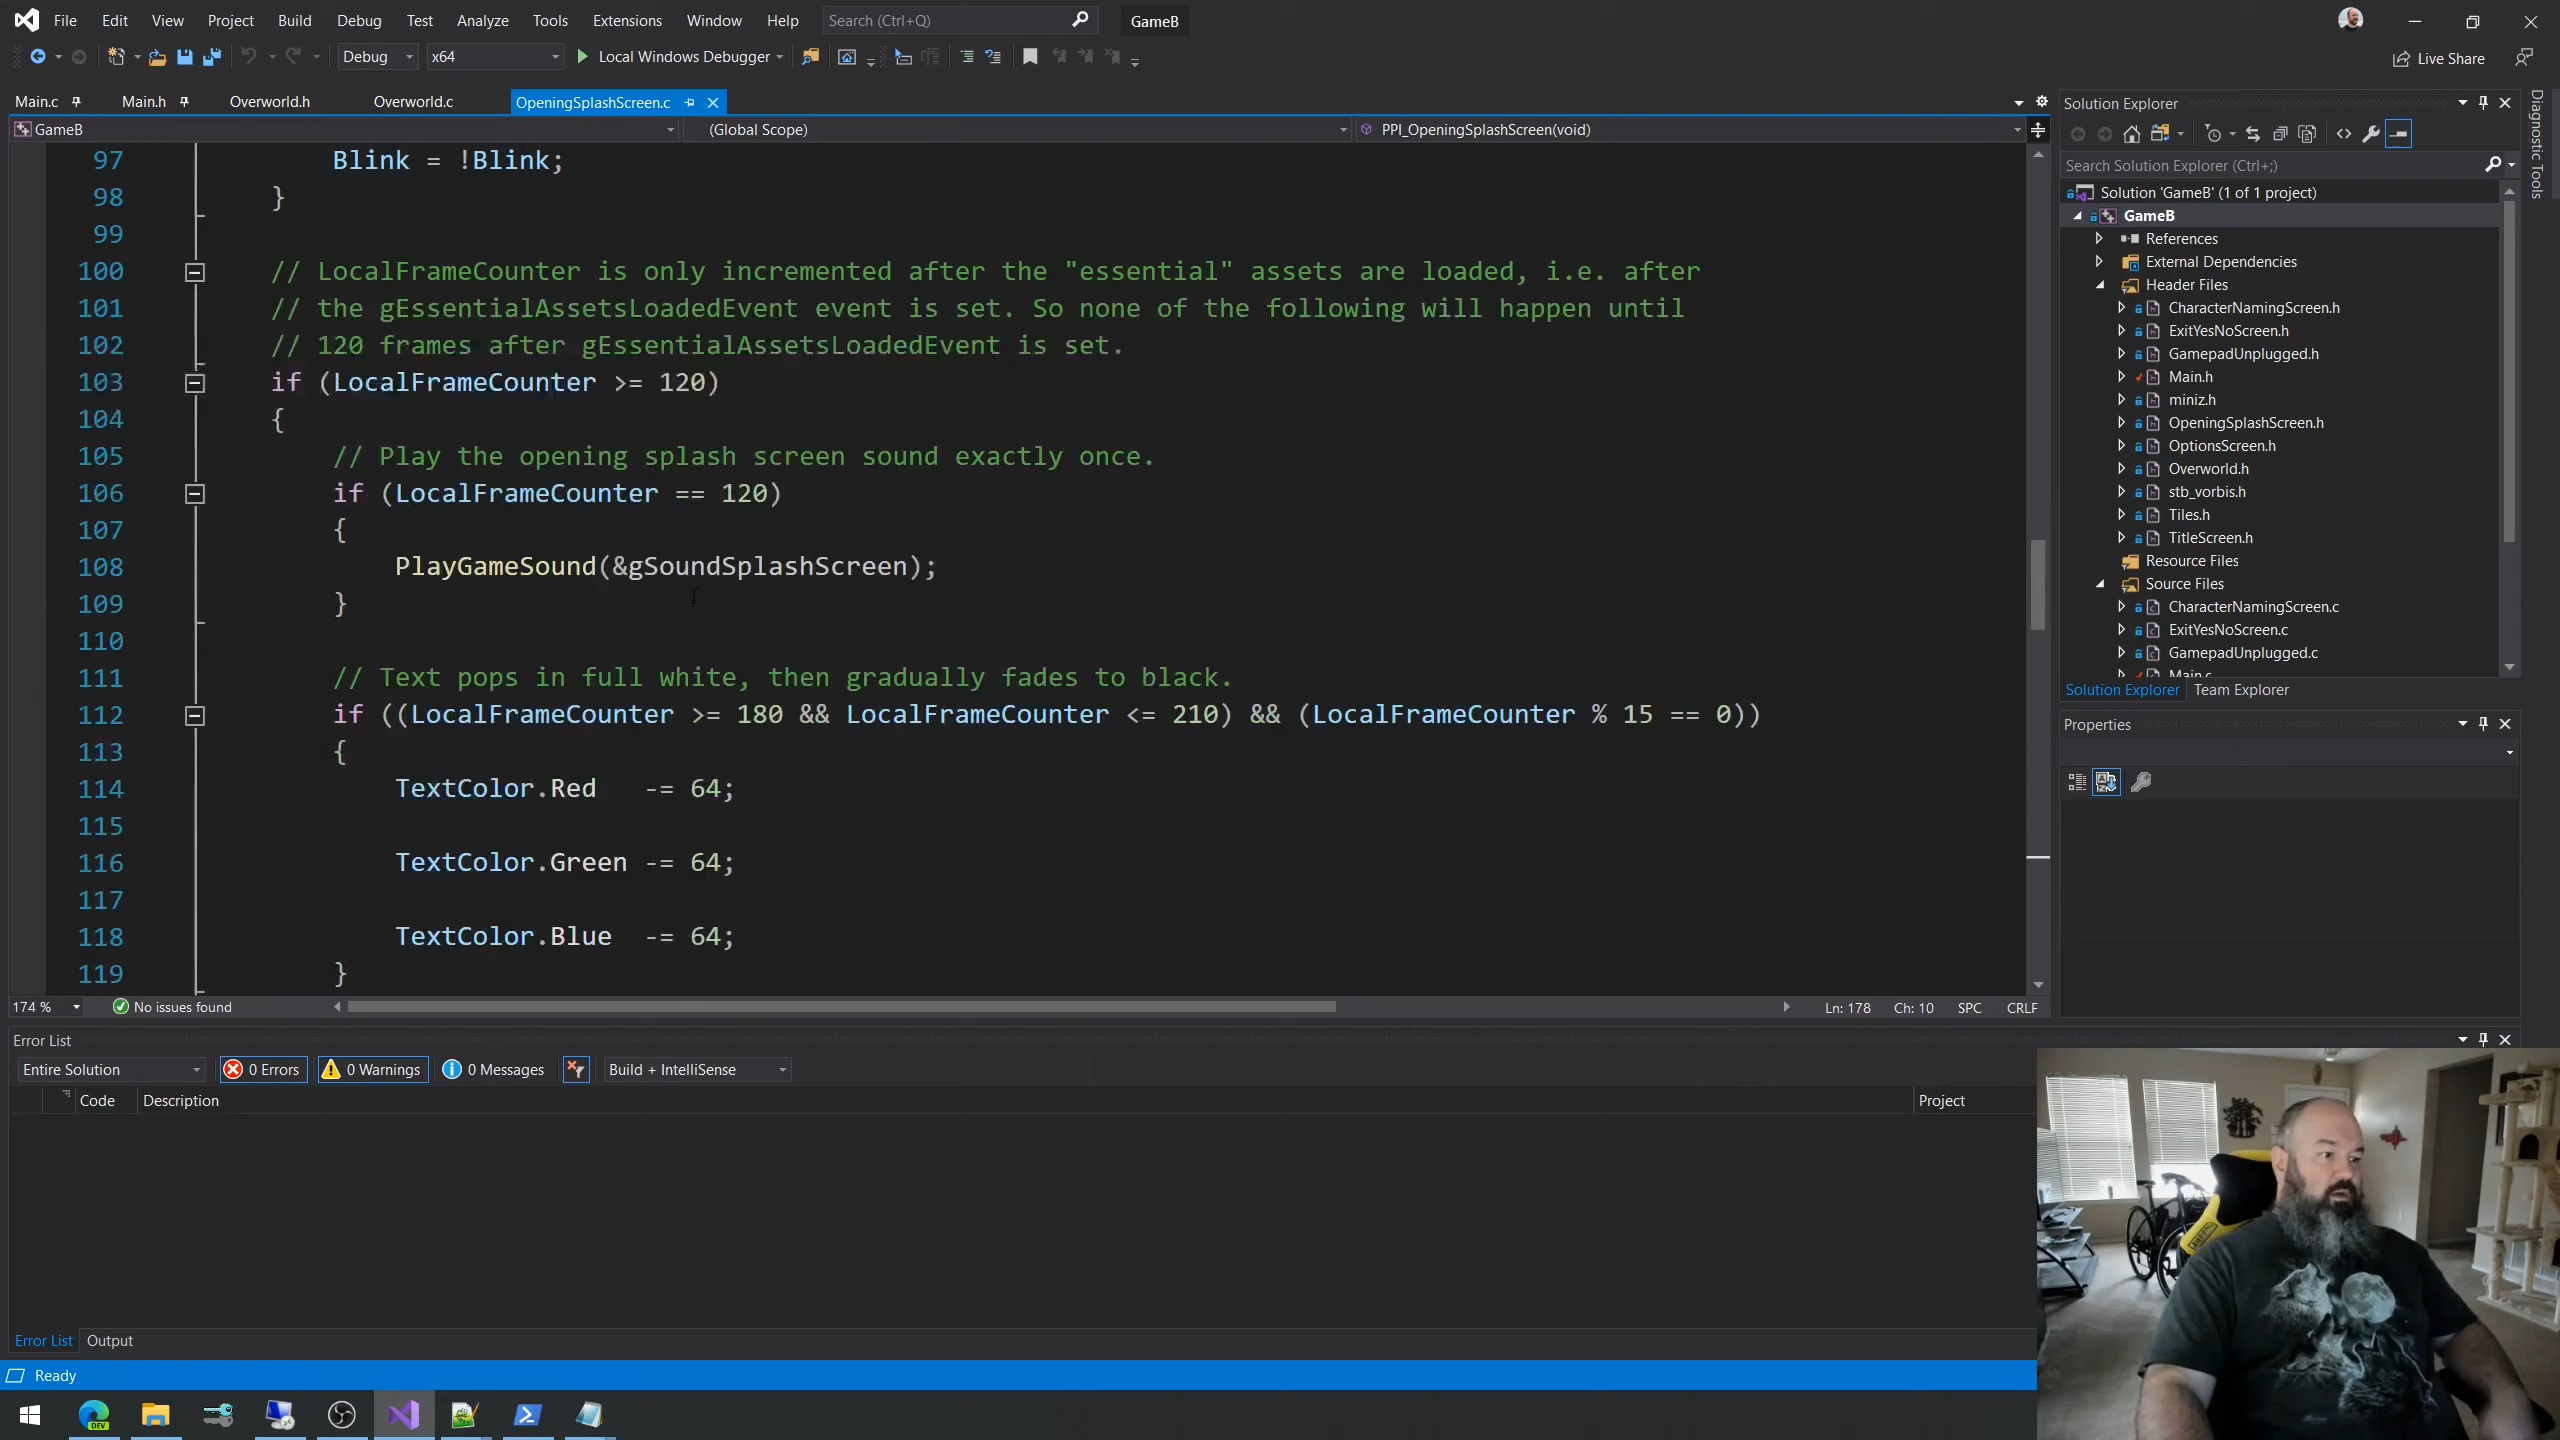 File Edit View Project Build Debug Test Analyze Tools Extensions Window Help Search (Ctrl+Q) GameB
Debug x64 Local Windows Debugger Live Share
Main.c Main.h Overworld.h Overworld.c OpeningSplashScreen.c
GameB (Global Scope) PPI_OpeningSplashScreen(void)
97 Blink = !Blink;
98 }
99
100 // LocalFrameCounter is only incremented after the "essential" assets are loaded, i.e. after
101 // the gEssentialAssetsLoadedEvent event is set. So none of the following will happen until
102 // 120 frames after gEssentialAssetsLoadedEvent is set.
103 if (LocalFrameCounter >= 120)
104 {
105 // Play the opening splash screen sound exactly once.
106 if (LocalFrameCounter == 120)
107 {
108 PlayGameSound(&gSoundSplashScreen);
109 }
110
111 // Text pops in full white, then gradually fades to black.
112 if ((LocalFrameCounter >= 180 && LocalFrameCounter <= 210) && (LocalFrameCounter % 15 == 0))
113 {
114 TextColor.Red -= 64;
115
116 TextColor.Green -= 64;
117
118 TextColor.Blue -= 64;
119 }
174 % No issues found Ln: 178 Ch: 10 SPC CRLF
Solution Explorer
Search Solution Explorer (Ctrl+;)
Solution 'GameB' (1 of 1 project)
GameB
References
External Dependencies
Header Files
CharacterNamingScreen.h
ExitYesNoScreen.h
GamepadUnplugged.h
Main.h
miniz.h
OpeningSplashScreen.h
OptionsScreen.h
Overworld.h
stb_vorbis.h
Tiles.h
TitleScreen.h
Resource Files
Source Files
CharacterNamingScreen.c
ExitYesNoScreen.c
GamepadUnplugged.c
Main.c
Solution Explorer Team Explorer
Properties
Diagnostic Tools
Error List
Entire Solution 0 Errors 0 Warnings 0 Messages Build + IntelliSense
Code Description Project
Error List Output
Ready
DEV